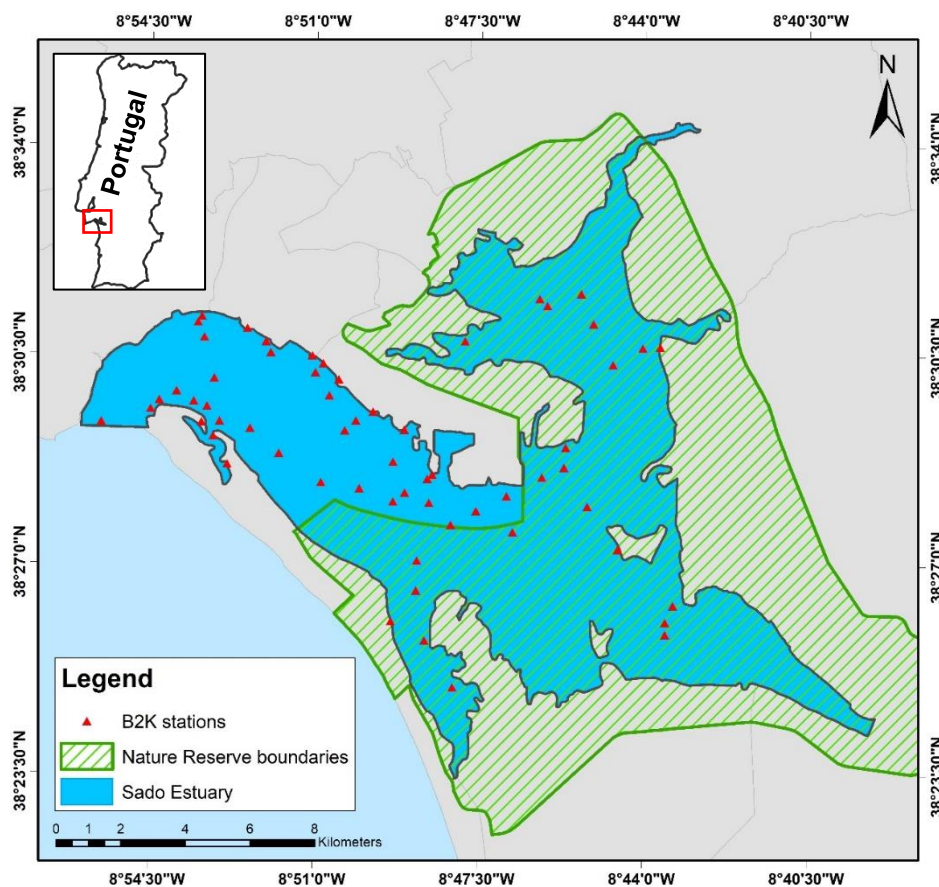 8°54'30"W 8°51'0"W 8°47'30"W 8°44'0"W 8°40'30"W
Portugal
N
38°34'0"N
38°34'0"N
38°30'30"N
38°30'30"N
38°27'0"N
38°27'0"N
38°23'30"N
38°23'30"N
Legend
B2K stations
Nature Reserve boundaries
Sado Estuary
0 1 2 4 6 8
Kilometers
8°54'30"W 8°51'0"W 8°47'30"W 8°44'0"W 8°40'30"W